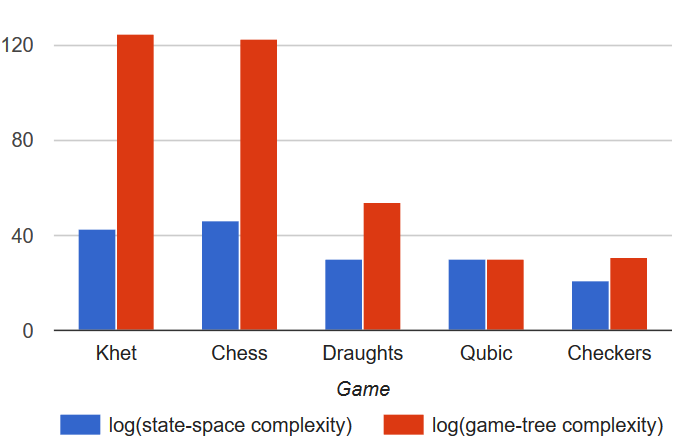 120
80
40
0
Khet Chess Draughts Qubic Checkers
Game
log(state-space complexity) log(game-tree complexity)